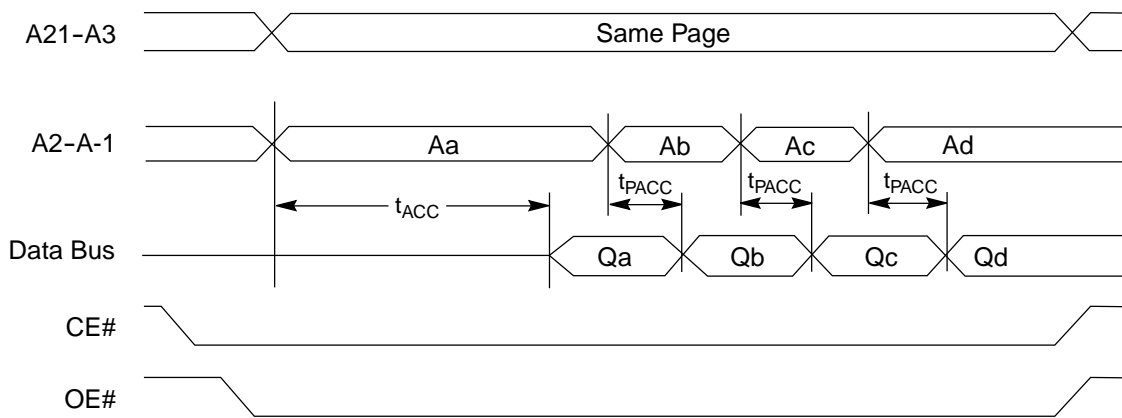 A21–A3
Same Page
A2–A-1
Aa
Ab
Ac
Ad
tACC
tPACC
tPACC
tPACC
Data Bus
Qa
Qb
Qc
Qd
CE#
OE#